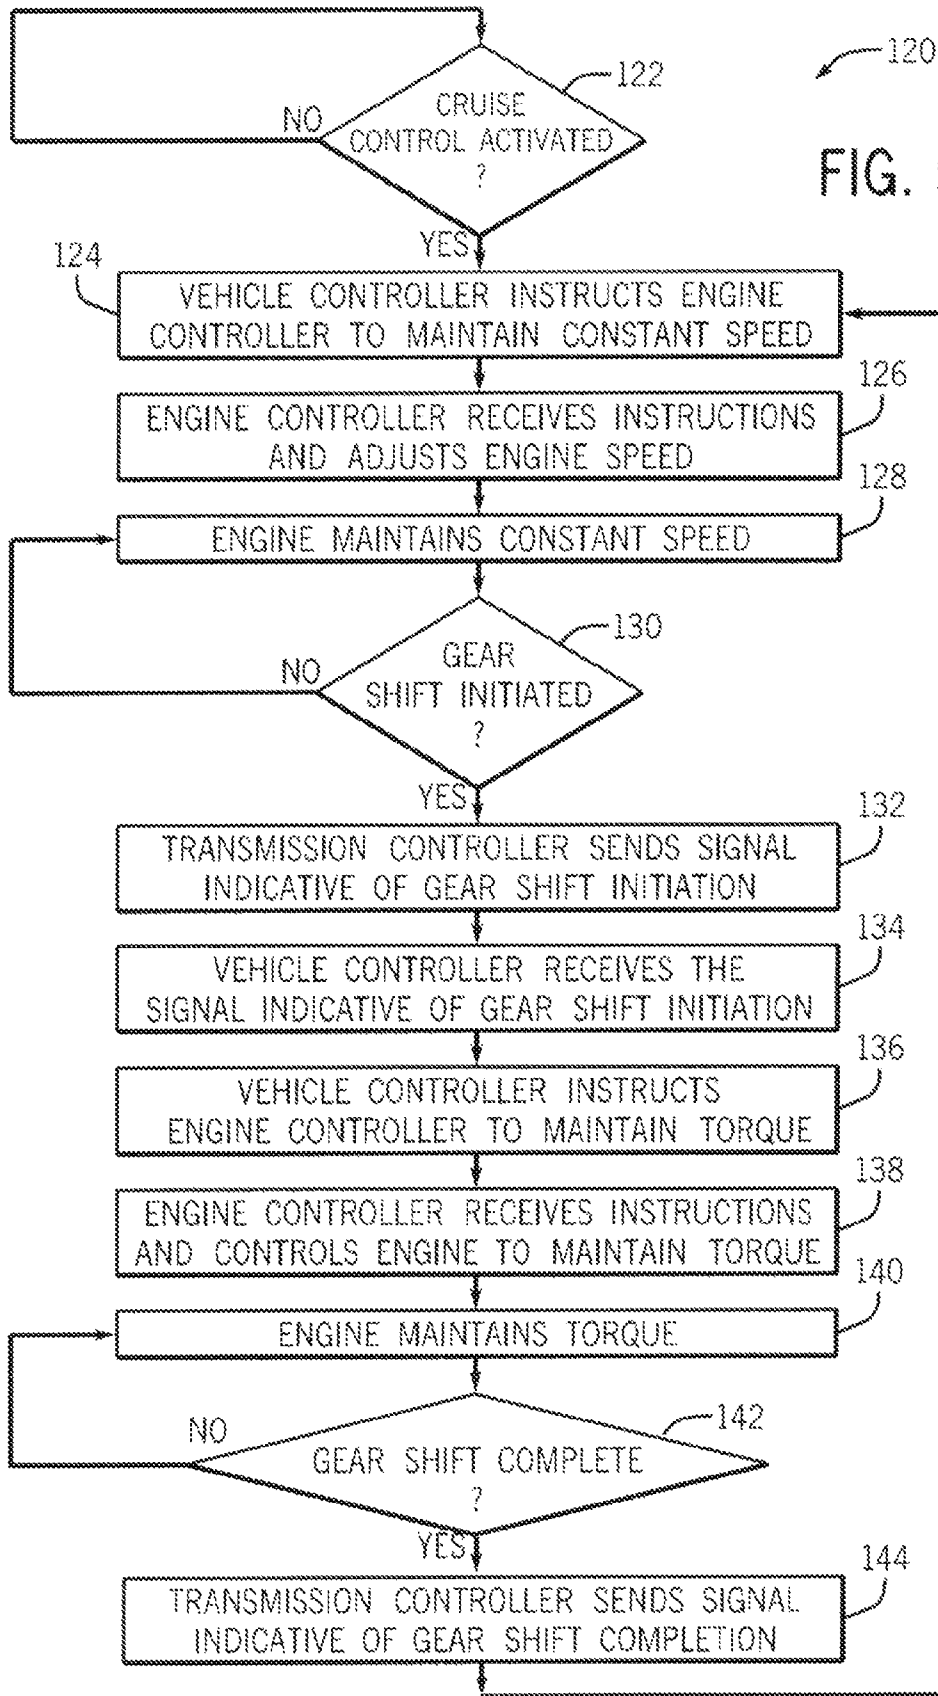 120
122
CRUISE
CONTROL ACTIVATED
?
NO
FIG.
YES
124
VEHICLE CONTROLLER INSTRUCTS ENGINE
CONTROLLER TO MAINTAIN CONSTANT SPEED
126
ENGINE CONTROLLER RECEIVES INSTRUCTIONS
AND ADJUSTS ENGINE SPEED
128
ENGINE MAINTAINS CONSTANT SPEED
130
GEAR
SHIFT INITIATED
?
NO
YES
132
TRANSMISSION CONTROLLER SENDS SIGNAL
INDICATIVE OF GEAR SHIFT INITIATION
134
VEHICLE CONTROLLER RECEIVES THE
SIGNAL INDICATIVE OF GEAR SHIFT INITIATION
136
VEHICLE CONTROLLER INSTRUCTS
ENGINE CONTROLLER TO MAINTAIN TORQUE
138
ENGINE CONTROLLER RECEIVES INSTRUCTIONS
AND CONTROLS ENGINE TO MAINTAIN TORQUE
140
ENGINE MAINTAINS TORQUE
142
NO
GEAR SHIFT COMPLETE
?
YES
144
TRANSMISSION CONTROLLER SENDS SIGNAL
INDICATIVE OF GEAR SHIFT COMPLETION